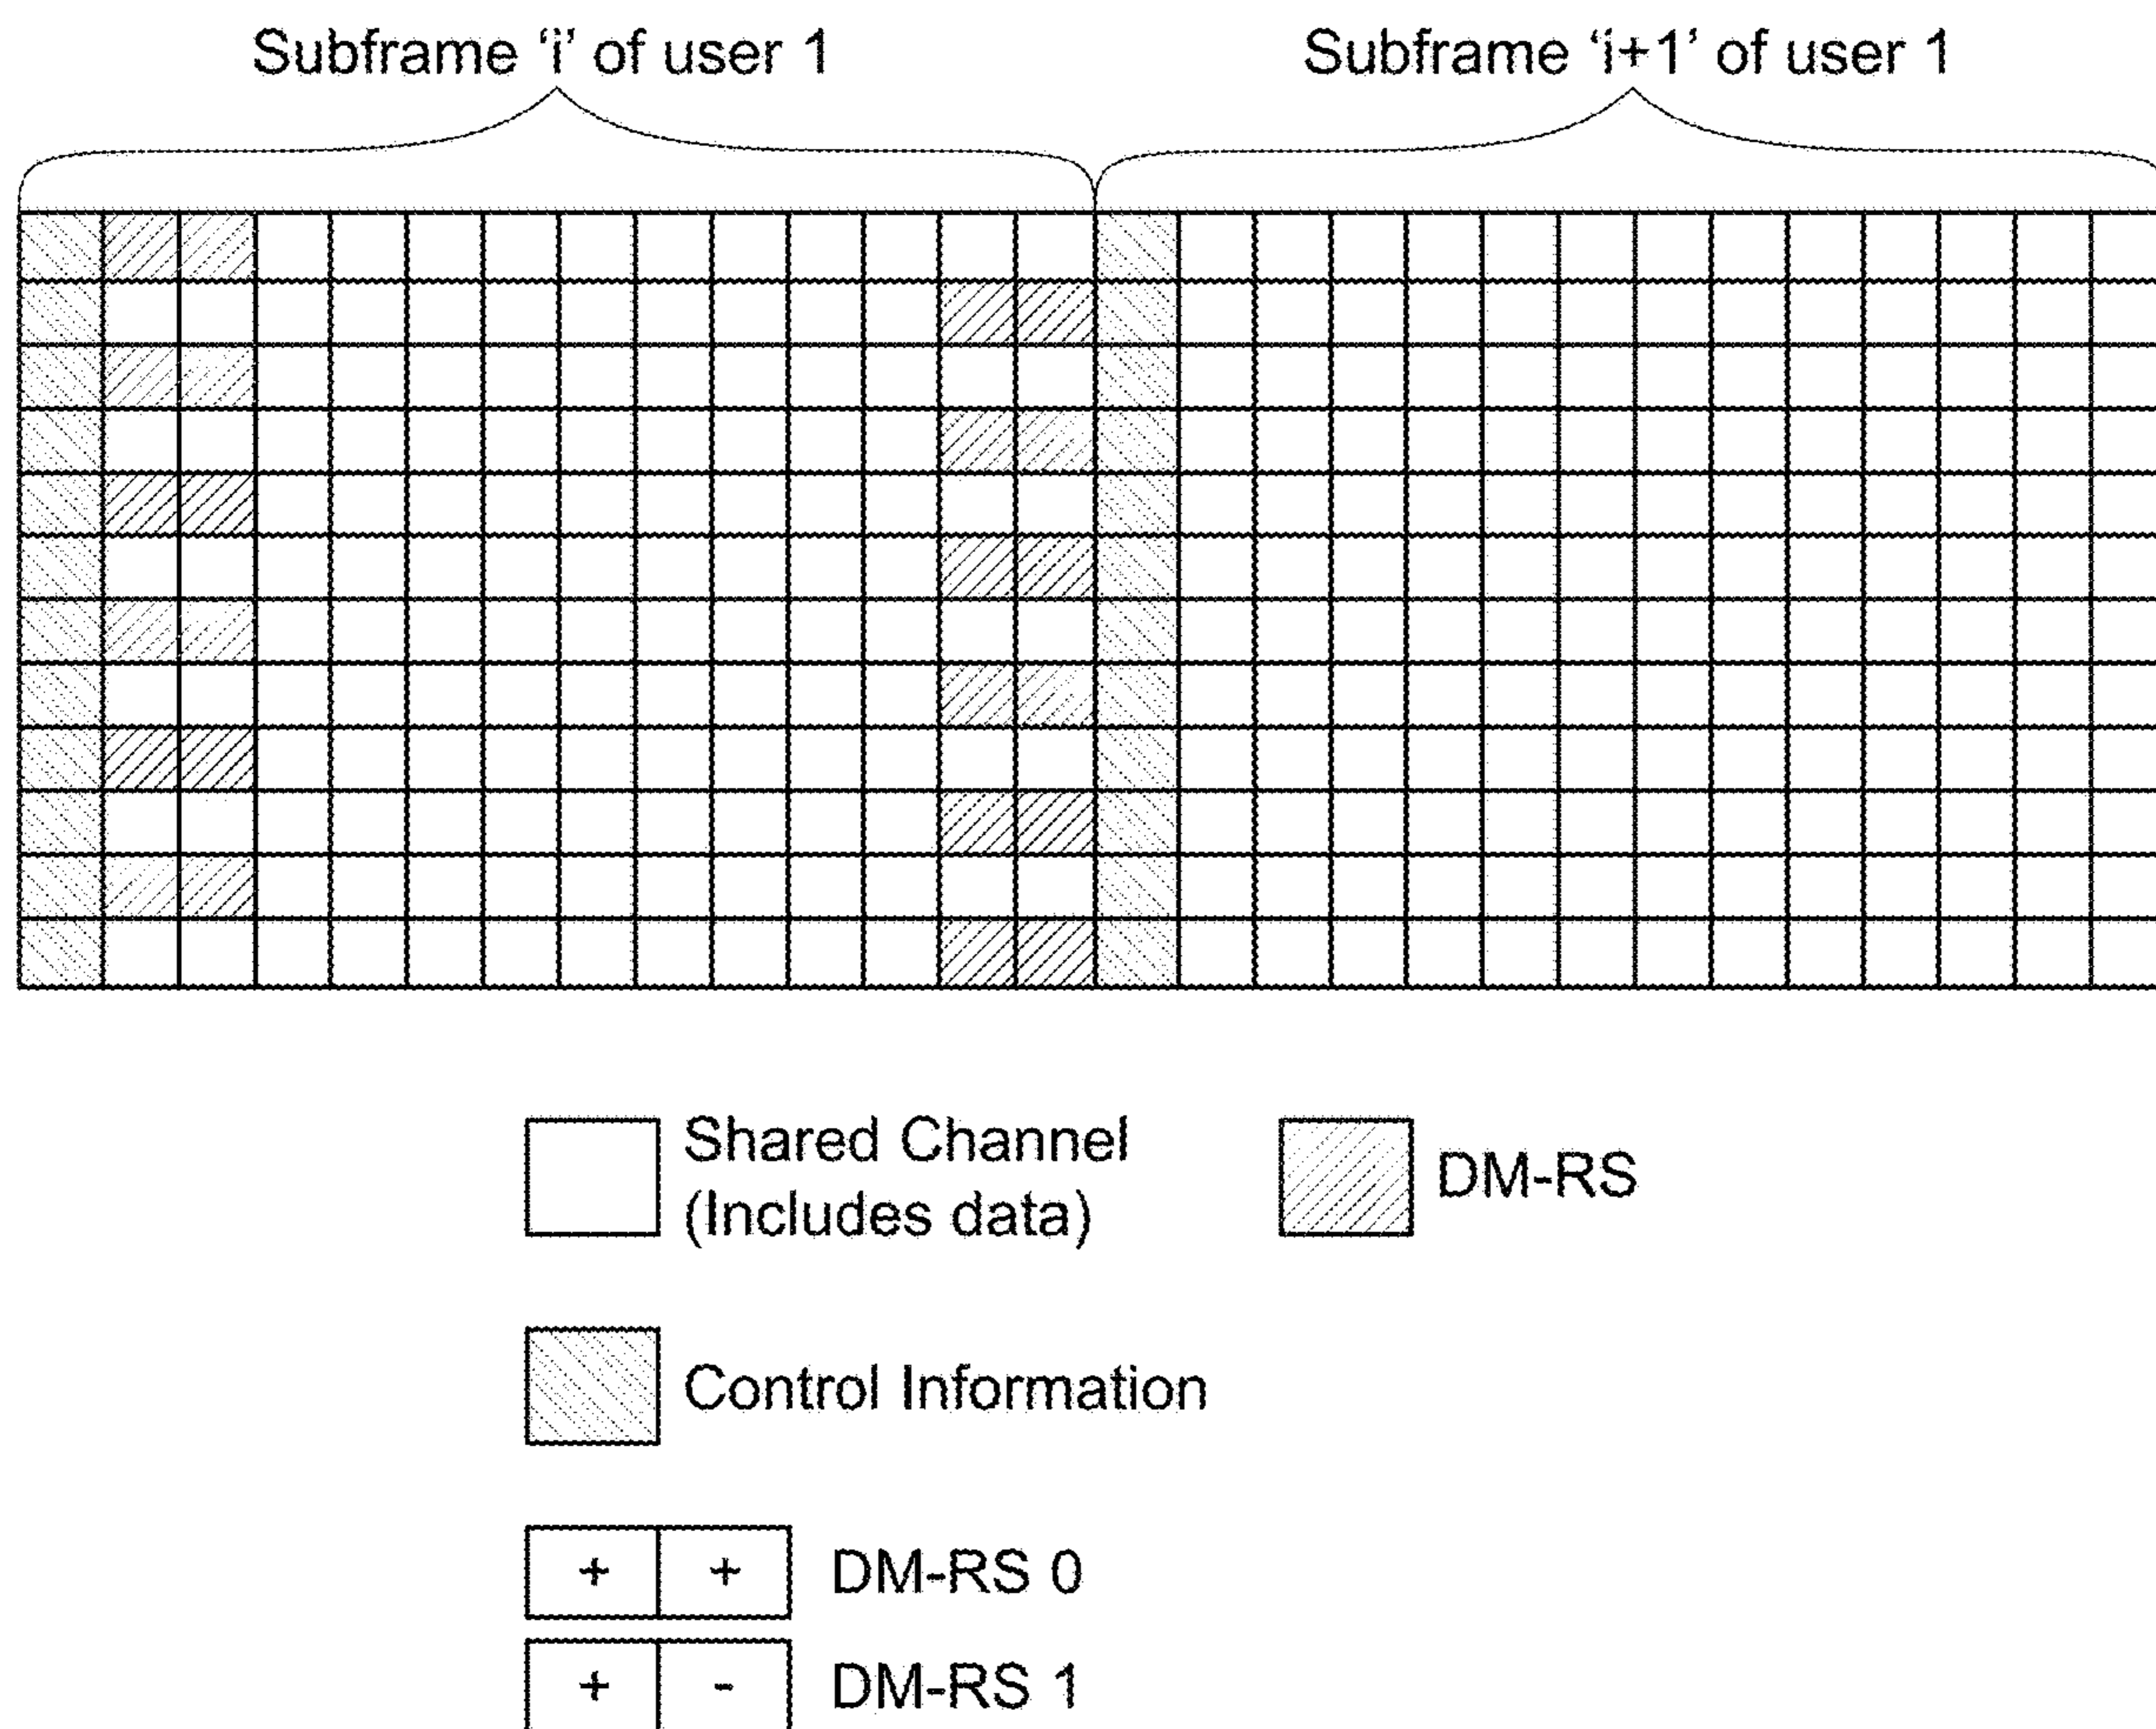 Subframe ‘i’ of user 1
Subframe ‘i+1’ of user 1
Shared Channel
(Includes data)
DM-RS
Control Information
+ + DM-RS 0
+ - DM-RS 1